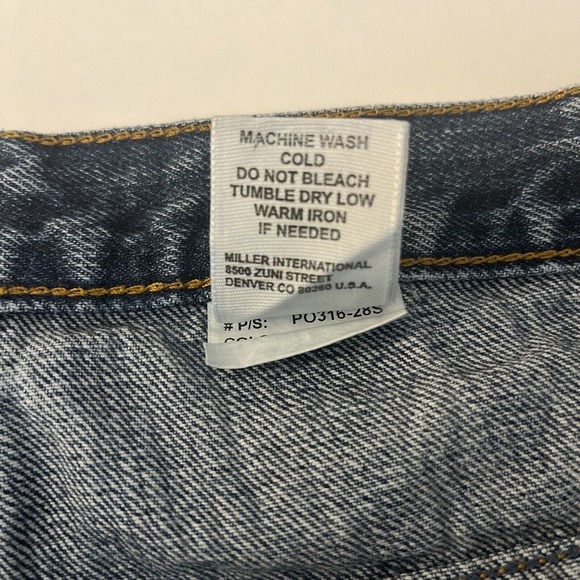 MACHINE WASH
COLD
DO NOT BLEACH
TUMBLE DRY LOW
WARM IRON
IF NEEDED
MILLER INTERNATIONAL
8500 ZUNI STREET
DENVER CO 80260 U.S.A.
# P/S: PO316-28S